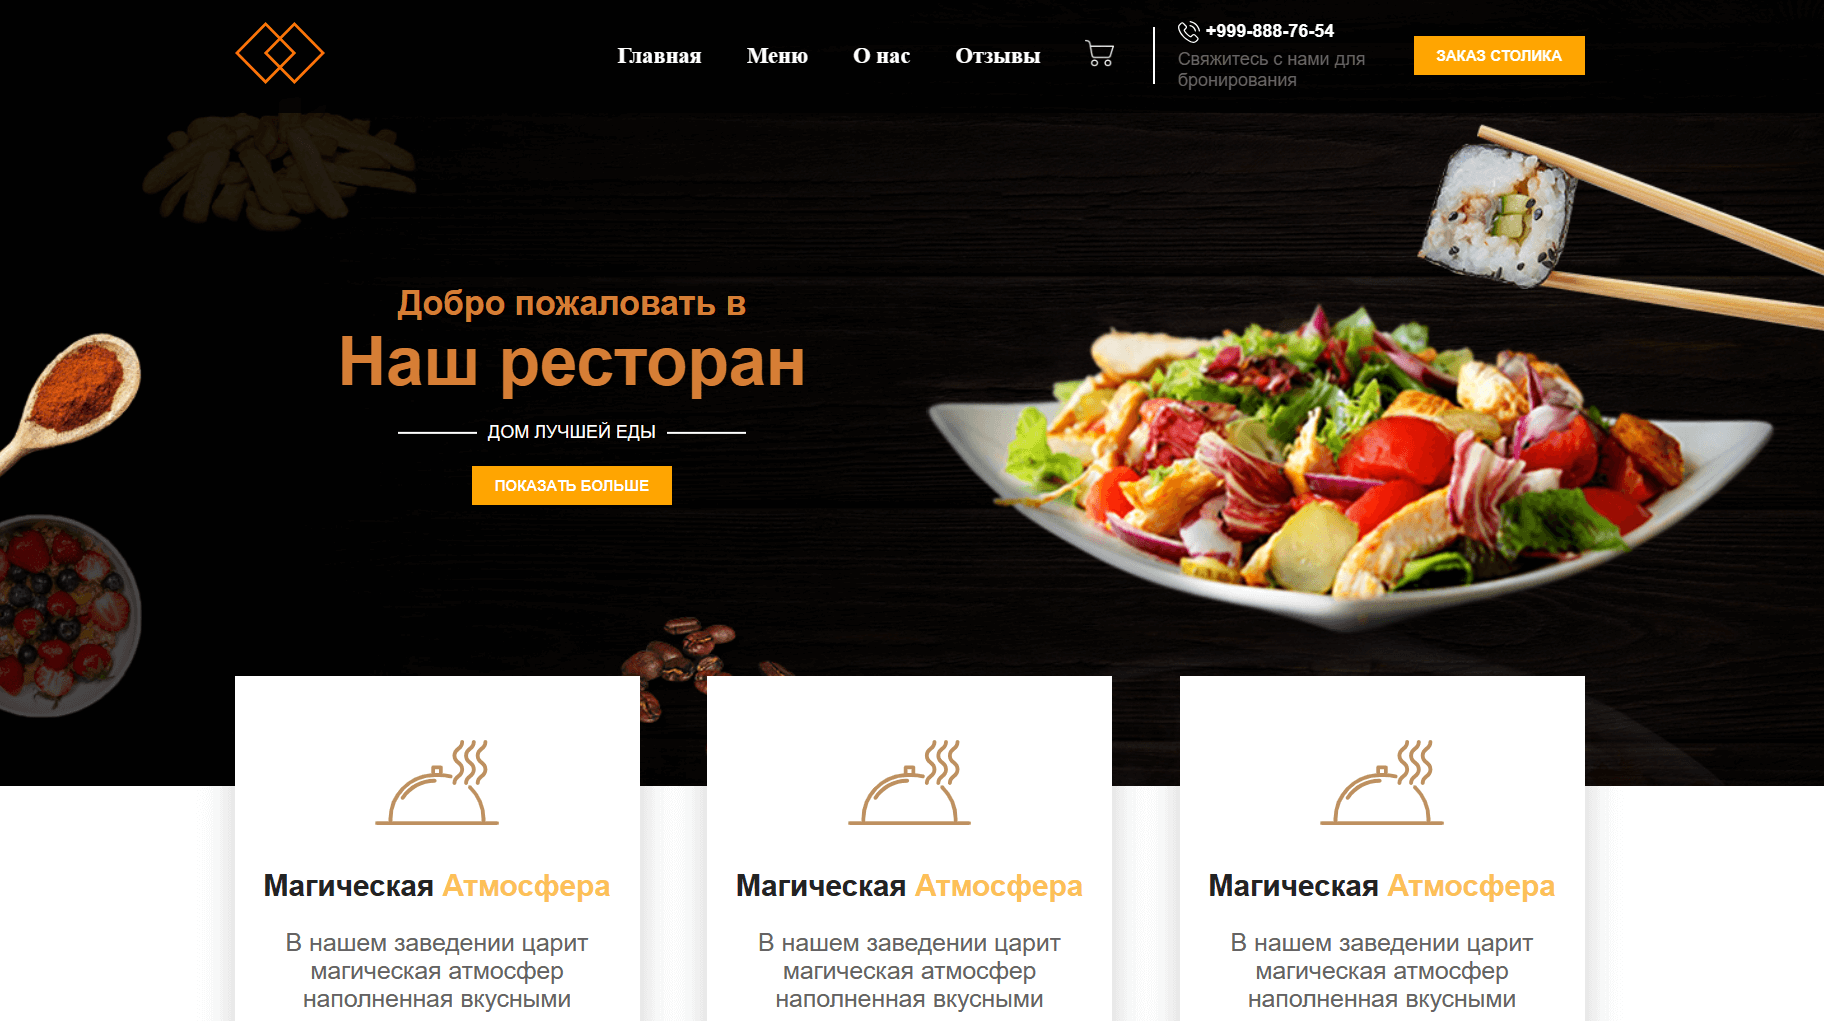 Главная Меню О нас Отзывы
+999-888-76-54
Свяжитесь с нами для
бронирования
ЗАКАЗ СТОЛИКА
Добро пожаловать в
Наш ресторан
ДОМ ЛУЧШЕЙ ЕДЫ
ПОКАЗАТЬ БОЛЬШЕ
Магическая Атмосфера
В нашем заведении царит
магическая атмосфер
наполненная вкусными
Магическая Атмосфера
В нашем заведении царит
магическая атмосфер
наполненная вкусными
Магическая Атмосфера
В нашем заведении царит
магическая атмосфер
наполненная вкусными